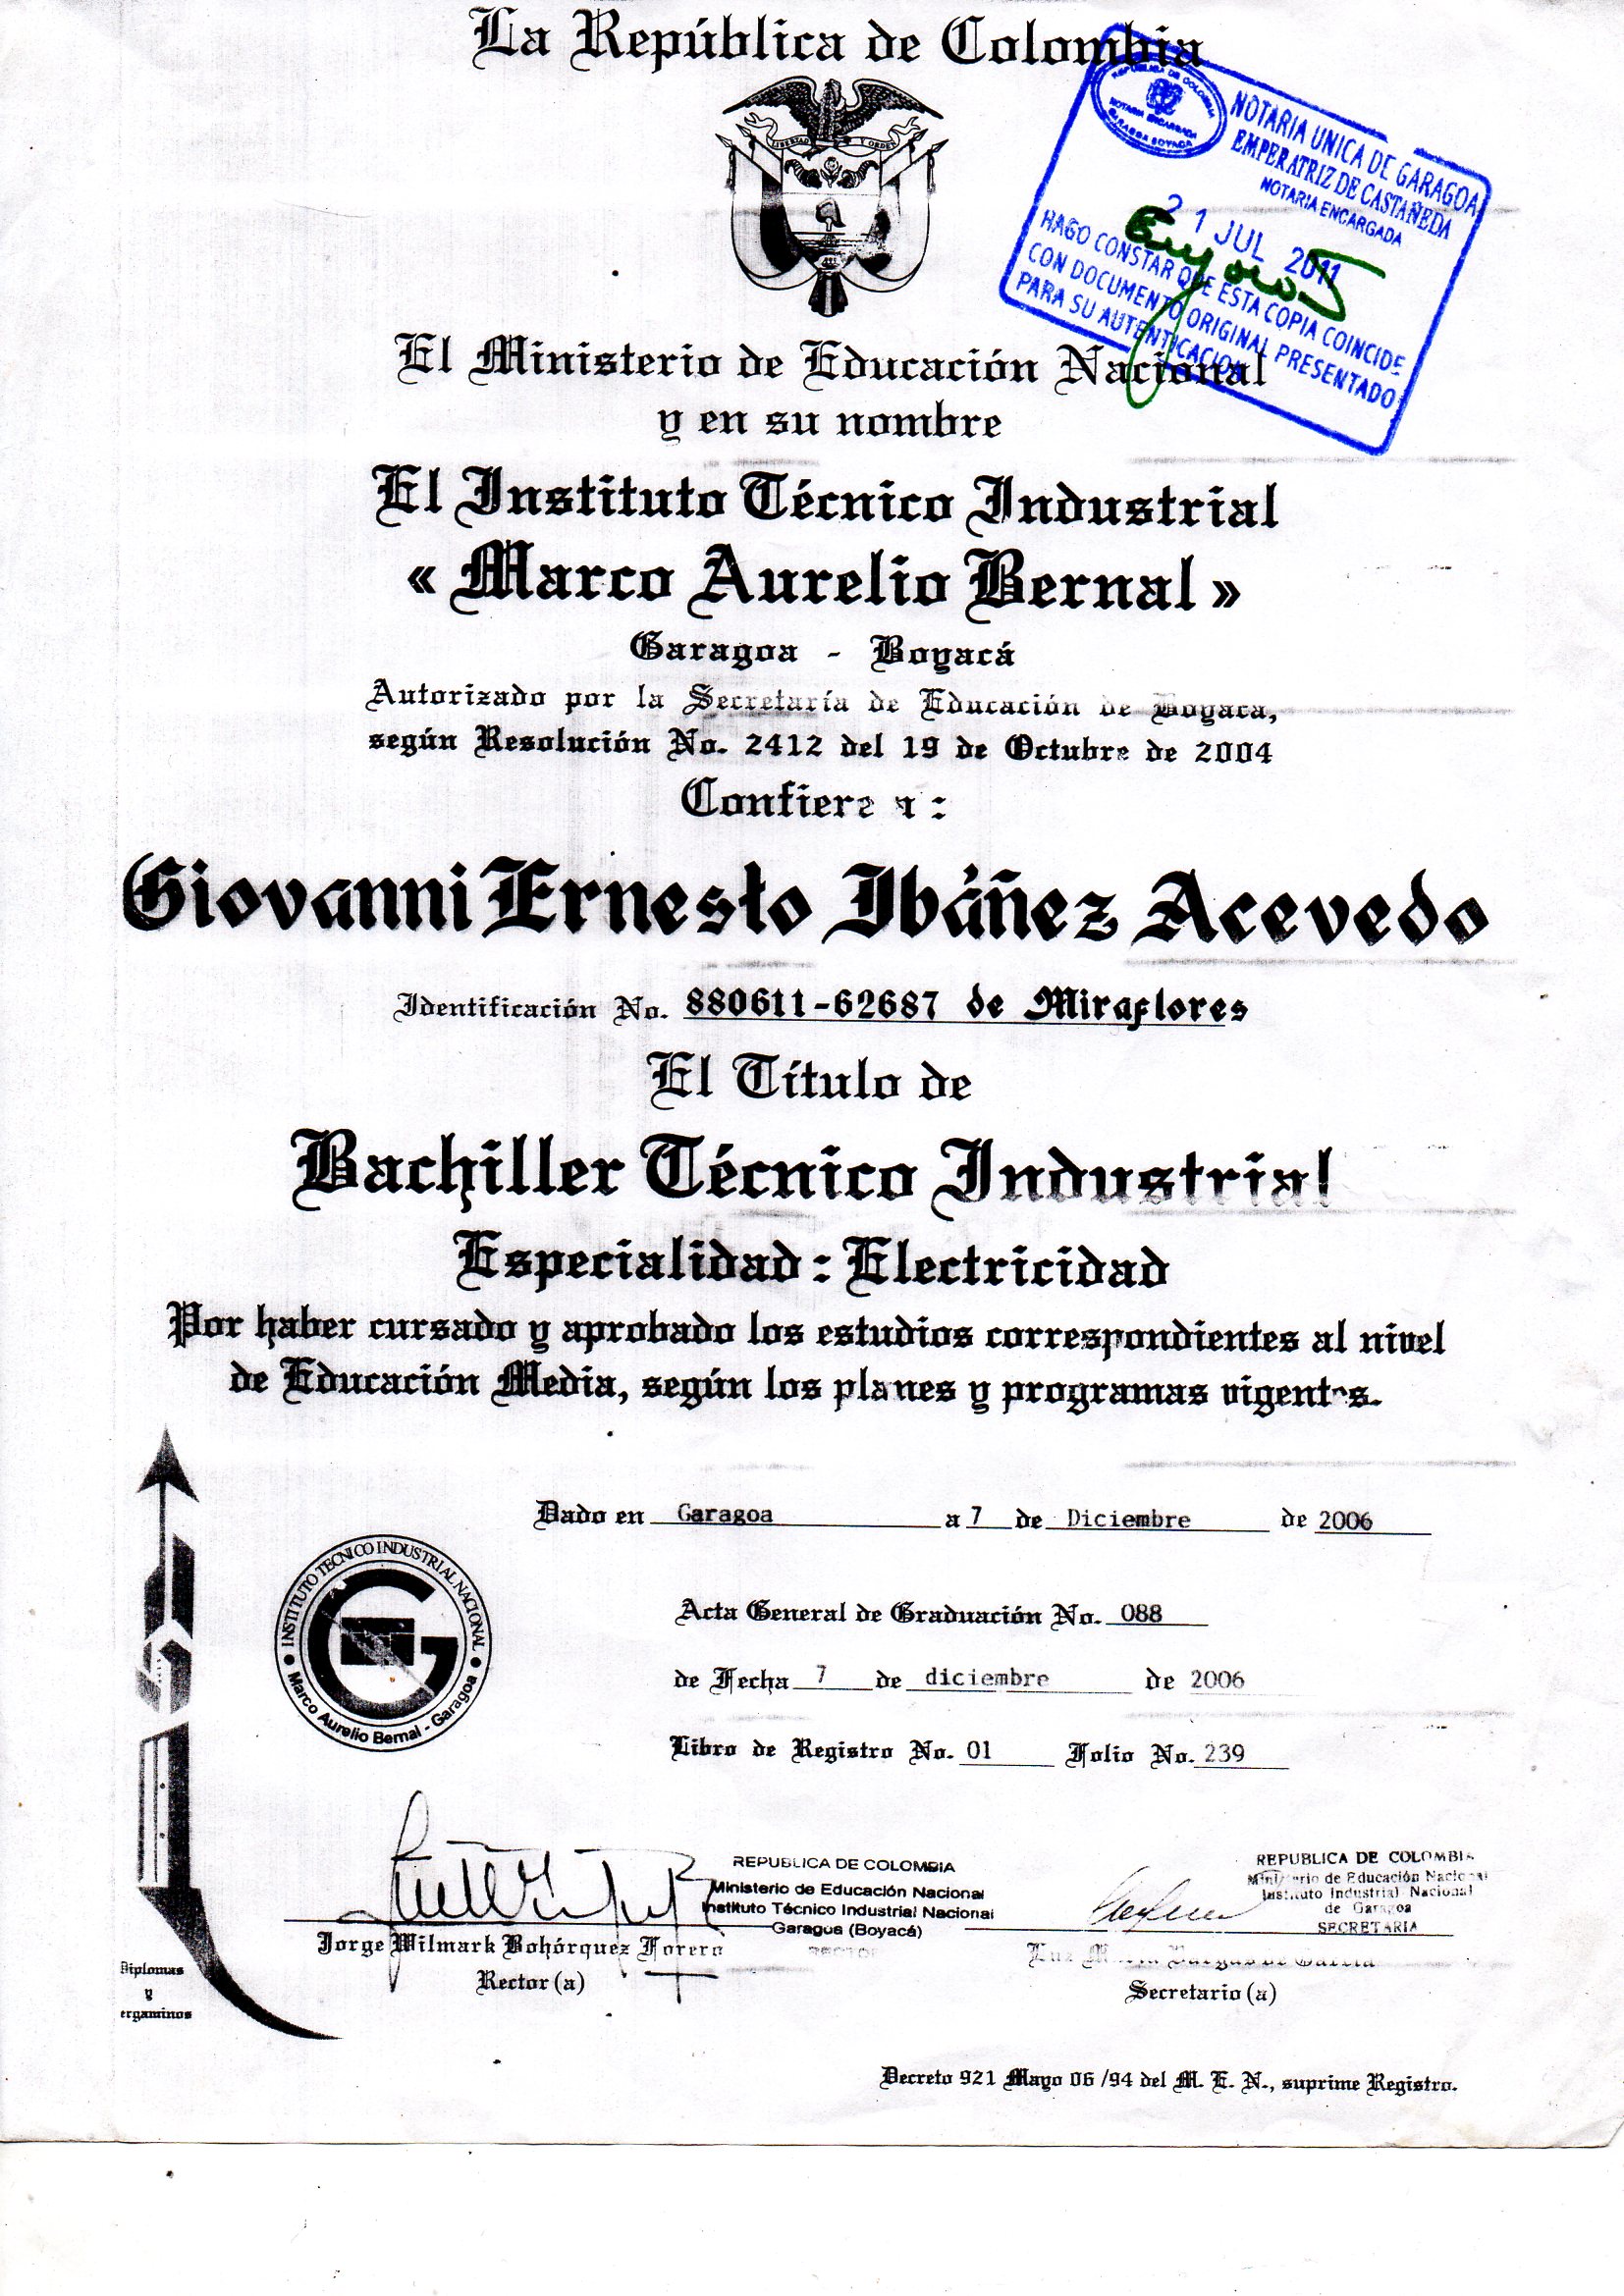 La República de Colombia
LIBERTAD Y ORDEN
REPUBLICA DE COLOMBIA
NOTARIA ENCARGADA
GARAGOA BOYACA
NOTARIA UNICA DE GARAGOA
EMPERATRIZ DE CASTAÑEDA
NOTARIA ENCARGADA
21 JUL 2011
HAGO CONSTAR QUE ESTA COPIA COINCIDE
CON DOCUMENTO ORIGINAL PRESENTADO
PARA SU AUTENTICACION
El Ministerio de Educación Nacional
y en su nombre
El Instituto Técnico Industrial
« Marco Aurelio Bernal »
Garagoa - Boyacá
Autorizado por la Secretaría de Educación de Boyacá,
según Resolución No. 2412 del 19 de Octubre de 2004
Confiere a :
Giovanni Ernesto Ibáñez Acevedo
Identificación No. 880611-62687 de Miraflores
El Título de
Bachiller Técnico Industrial
Especialidad : Electricidad
Por haber cursado y aprobado los estudios correspondientes al nivel
de Educación Media, según los planes y programas vigentes.
Dado en Garagoa a 7 de Diciembre de 2006
INSTITUTO TECNICO INDUSTRIAL NACIONAL
Marco Aurelio Bernal - Garagoa
Acta General de Graduación No. 088
de Fecha 7 de diciembre de 2006
Libro de Registro No. 01 Folio No. 239
REPUBLICA DE COLOMBIA
Ministerio de Educación Nacional
Instituto Técnico Industrial Nacional
Garagoa (Boyacá)
RECTOR
REPUBLICA DE COLOMBIA
Ministerio de Educación Nacional
Instituto Industrial Nacional
de Garagoa
SECRETARIA
Jorge Wilmark Bohórquez Forero
Rector (a)
Luz Vargas de García
Secretario (a)
Diplomas
y
ergaminos
Decreto 921 Mayo 06 /94 del M. E. N., suprime Registro.